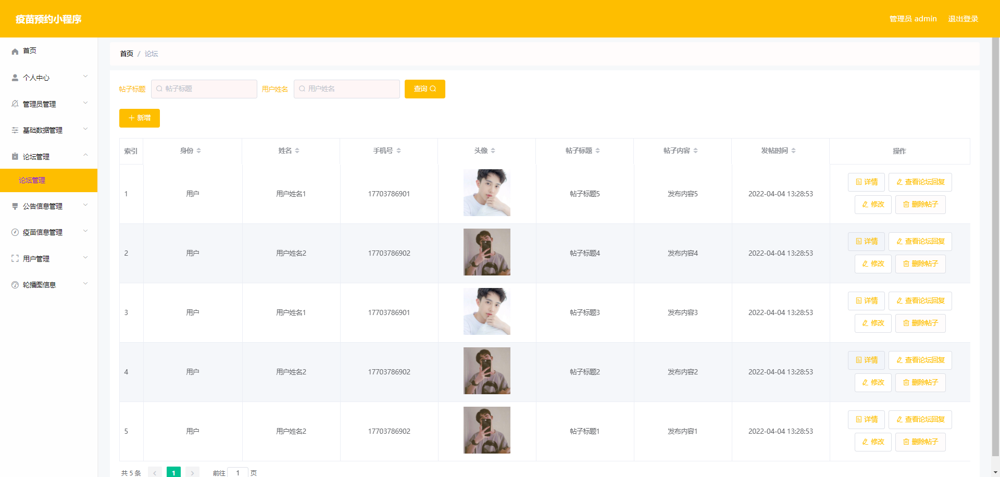 疫苗预约小程序
管理员 admin 退出登录
首页
个人中心
管理员管理
基础数据管理
论坛管理
论坛管理
公告信息管理
疫苗信息管理
用户管理
轮播图信息
首页 / 论坛
帖子标题 帖子标题 用户姓名 用户姓名 查询
新增
索引 身份 姓名 手机号 头像 帖子标题 帖子内容 发帖时间 操作
1 用户 用户姓名1 17703786901 帖子标题5 发布内容5 2022-04-04 13:28:53 详情 查看论坛回复
修改 删除帖子
2 用户 用户姓名2 17703786902 帖子标题4 发布内容4 2022-04-04 13:28:53 详情 查看论坛回复
修改 删除帖子
3 用户 用户姓名1 17703786901 帖子标题3 发布内容3 2022-04-04 13:28:53 详情 查看论坛回复
修改 删除帖子
4 用户 用户姓名2 17703786902 帖子标题2 发布内容2 2022-04-04 13:28:53 详情 查看论坛回复
修改 删除帖子
5 用户 用户姓名2 17703786902 帖子标题1 发布内容1 2022-04-04 13:28:53 详情 查看论坛回复
修改 删除帖子
共 5 条 1 前往 1 页